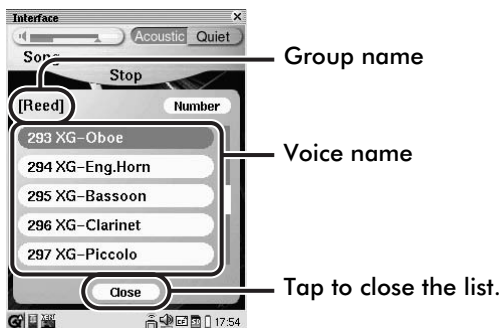 Interface ×
Acoustic Quiet
Song
Stop
Group name
[Reed] Number
293 XG-Oboe
294 XG-Eng.Horn
Voice name
295 XG-Bassoon
296 XG-Clarinet
297 XG-Piccolo
Close
Tap to close the list.
17:54